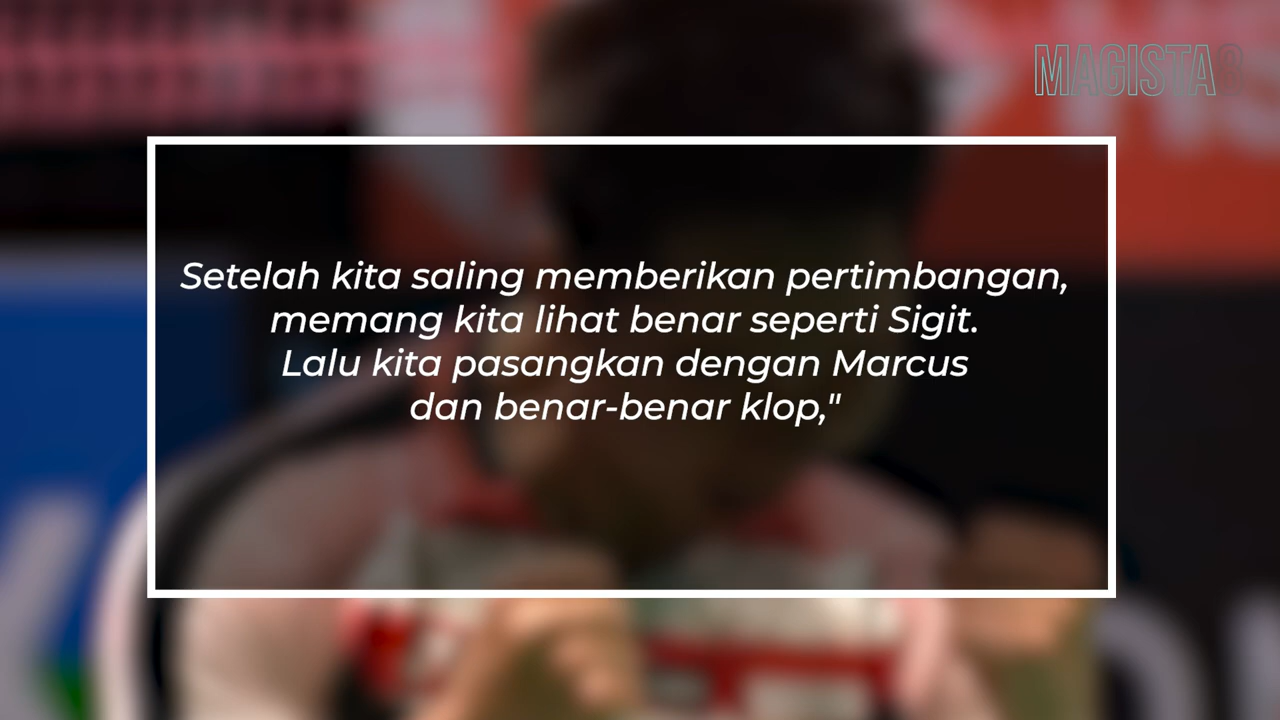 MAGISTA8
Setelah kita saling memberikan pertimbangan,
memang kita lihat benar seperti Sigit.
Lalu kita pasangkan dengan Marcus
dan benar-benar klop,"